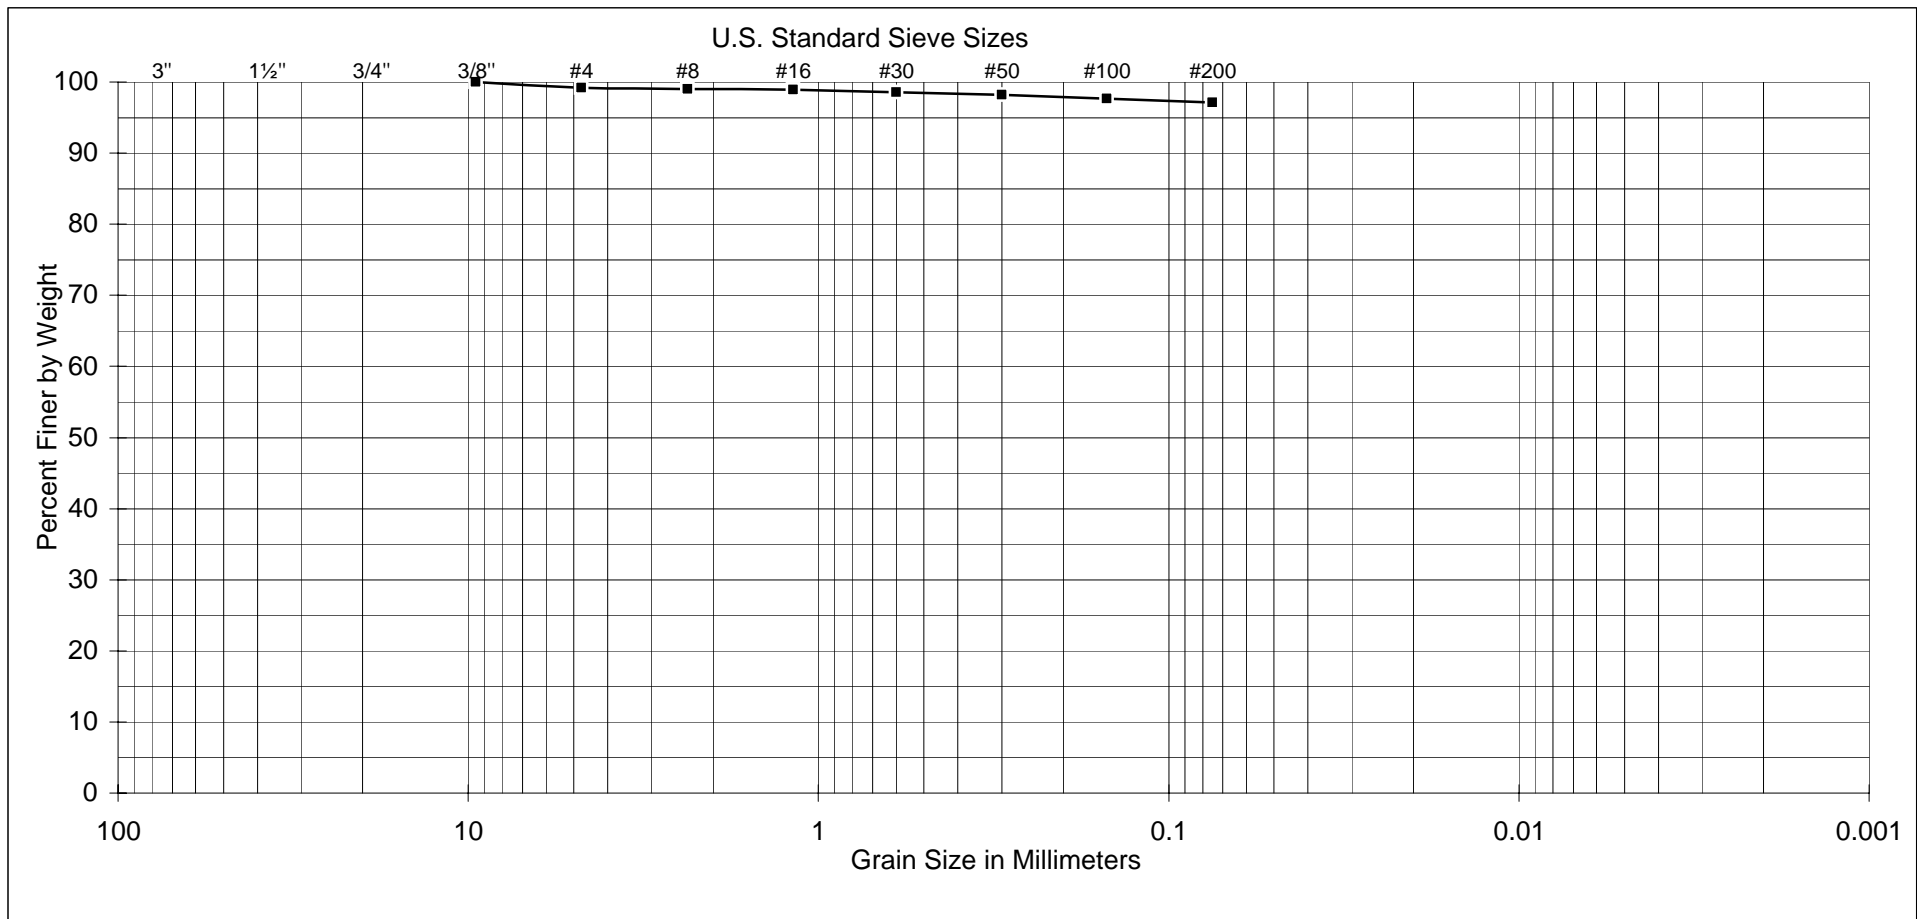 U.S. Standard Sieve Sizes
3" 1½" 3/4" 3/8" #4 #8 #16 #30 #50 #100 #200
100
90
80
70
60
50
40
30
20
10
0
Percent Finer by Weight
100 10 1 0.1 0.01 0.001
Grain Size in Millimeters